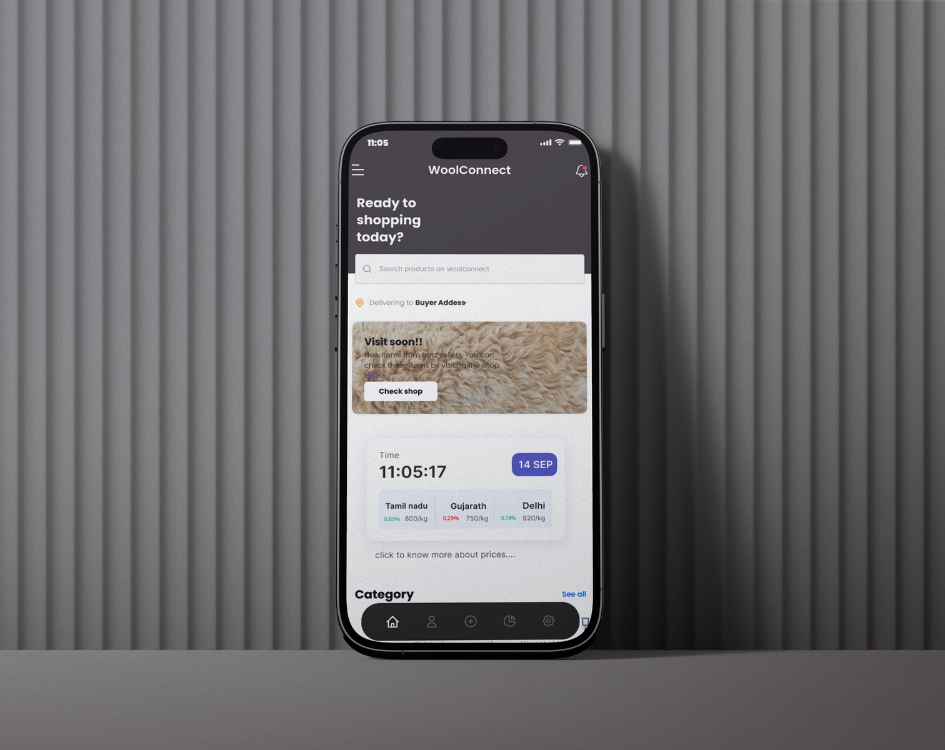 11:05
WoolConnect
Ready to
shopping
today?
Search products on woolconnect
Delivering to Buyer Addess
Visit soon!!
New items from best sellers. You can
check these items by visiting the shop
Check shop
Time
11:05:17
14 SEP
Tamil nadu Gujarath Delhi
0.89% 800/kg 0.29% 750/kg 0.74% 820/kg
click to know more about prices....
Category
See all